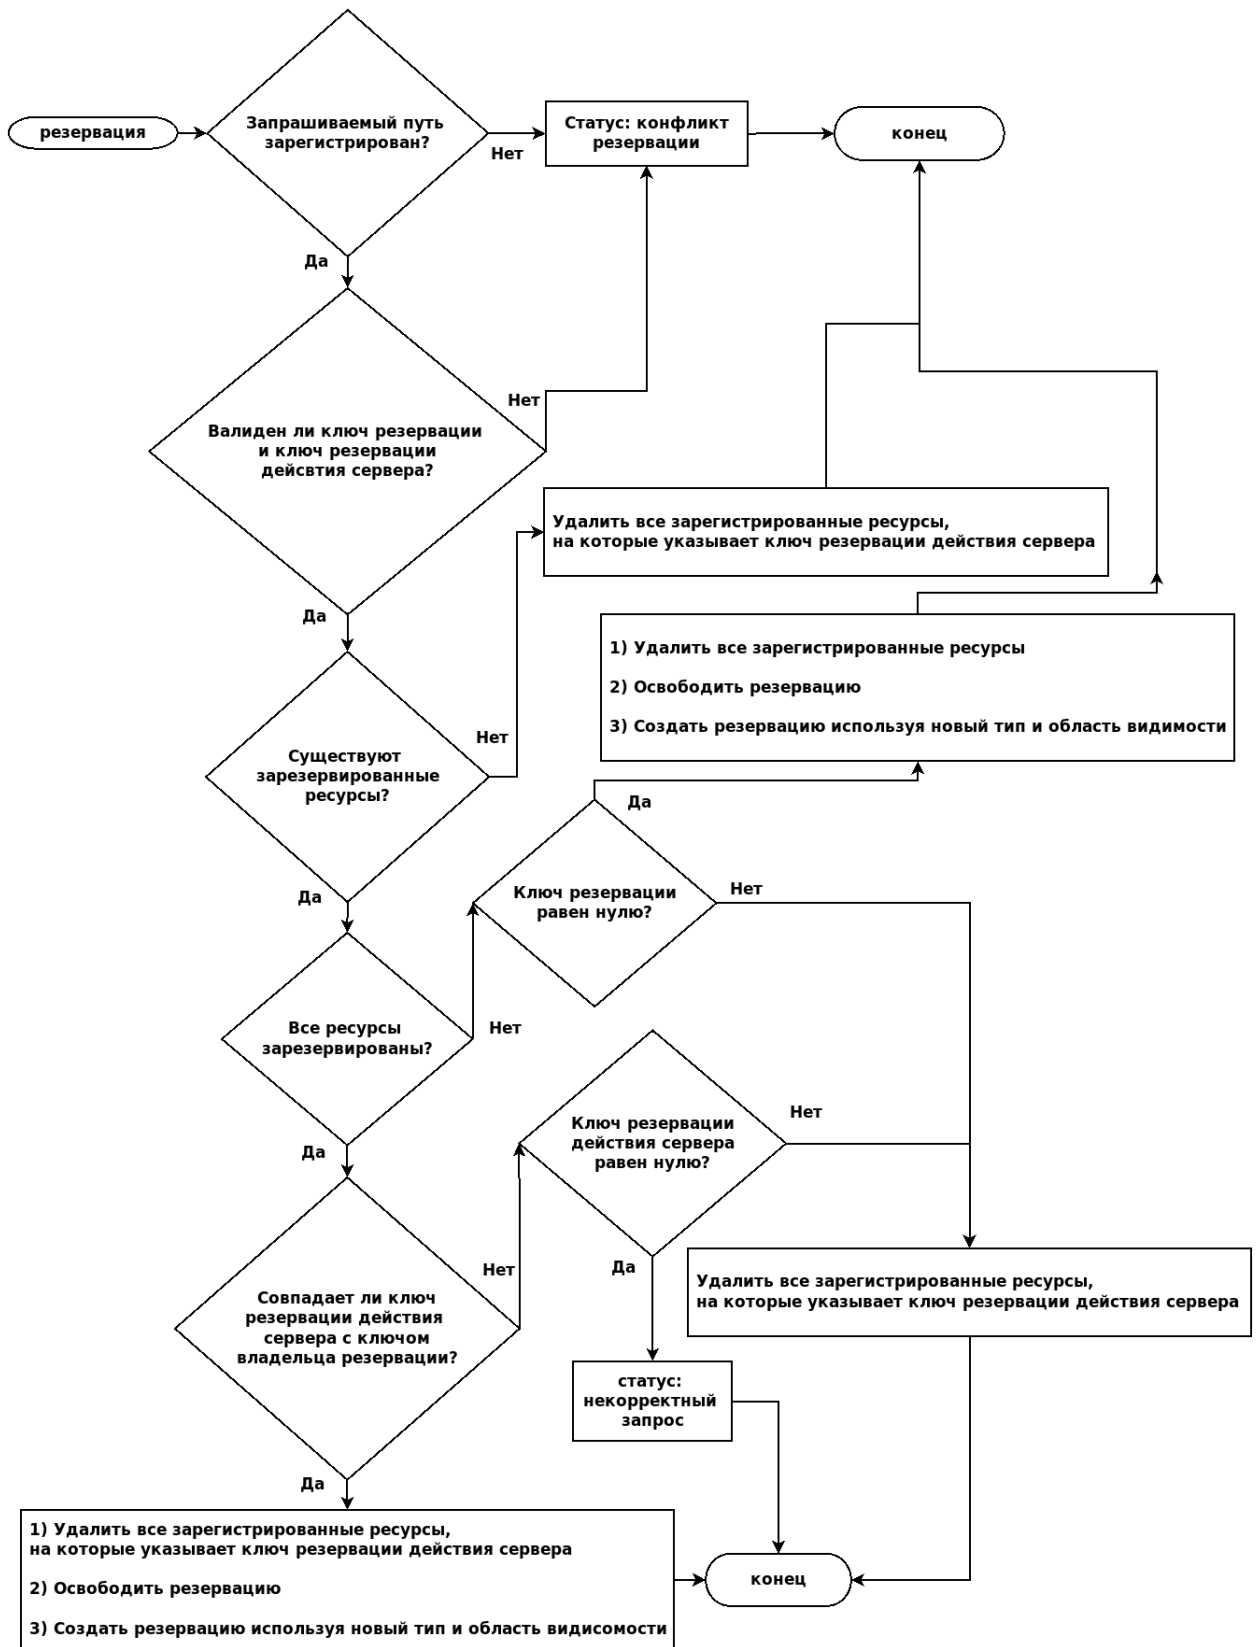 резервация
Запрашиваемый путь
зарегистрирован?
Нет
Статус: конфликт
резервации
конец
Да
Валиден ли ключ резервации
и ключ резервации
дейсвтия сервера?
Нет
Удалить все зарегистрированные ресурсы,
на которые указывает ключ резервации действия сервера
Да
1) Удалить все зарегистрированные ресурсы
2) Освободить резервацию
3) Создать резервацию используя новый тип и область видимости
Существуют
зарезервированные
ресурсы?
Нет
Да
Да
Ключ резервации
равен нулю?
Нет
Все ресурсы
зарезервированы?
Нет
Да
Ключ резервации
действия сервера
равен нулю?
Нет
Да
Совпадает ли ключ
резервации действия
сервера с ключом
владельца резервации?
Нет
Удалить все зарегистрированные ресурсы,
на которые указывает ключ резервации действия сервера
статус:
некорректный
запрос
Да
1) Удалить все зарегистрированные ресурсы,
на которые указывает ключ резервации действия сервера
2) Освободить резервацию
3) Создать резервацию используя новый тип и область видисомости
конец